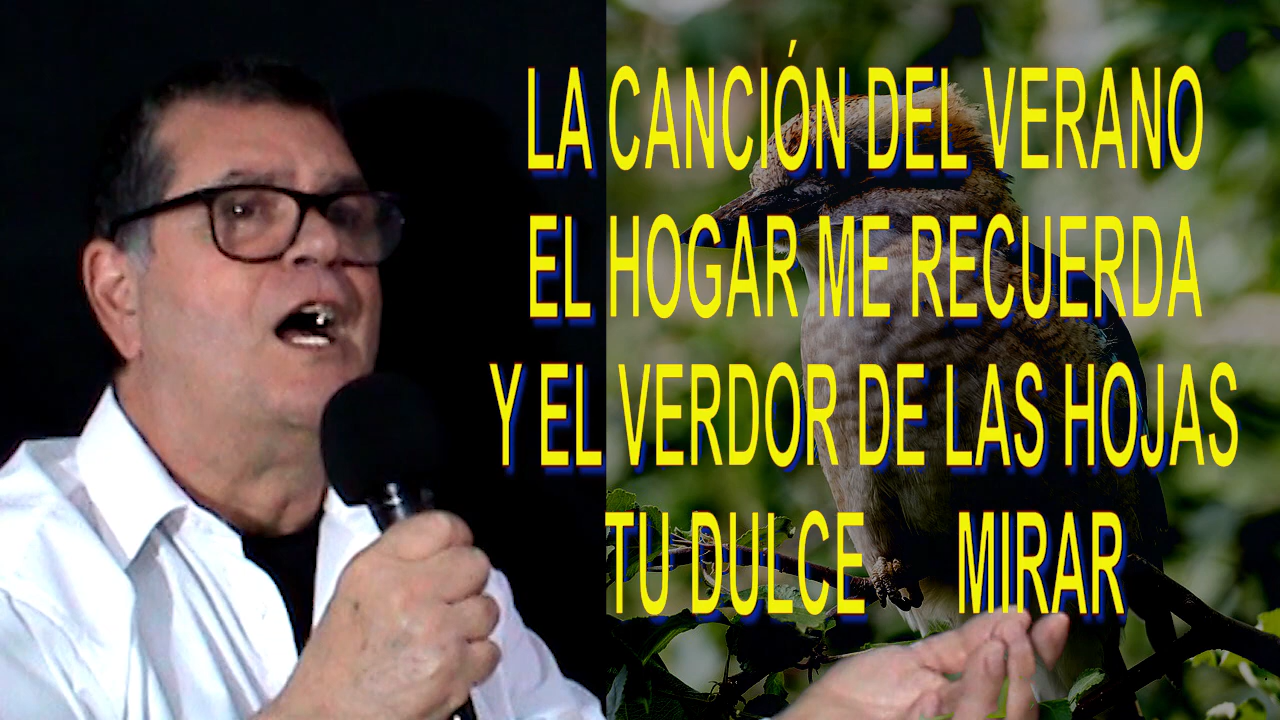 LA CANCIÓN DEL VERANO
EL HOGAR ME RECUERDA
Y EL VERDOR DE LAS HOJAS
TU DULCE MIRAR